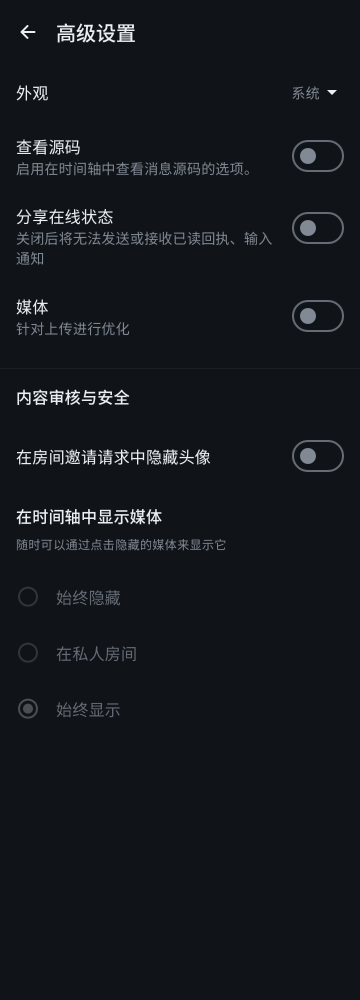 高级设置
外观
系统
查看源码
启用在时间轴中查看消息源码的选项。
分享在线状态
关闭后将无法发送或接收已读回执、输入
通知
媒体
针对上传进行优化
内容审核与安全
在房间邀请请求中隐藏头像
在时间轴中显示媒体
随时可以通过点击隐藏的媒体来显示它
始终隐藏
在私人房间
始终显示